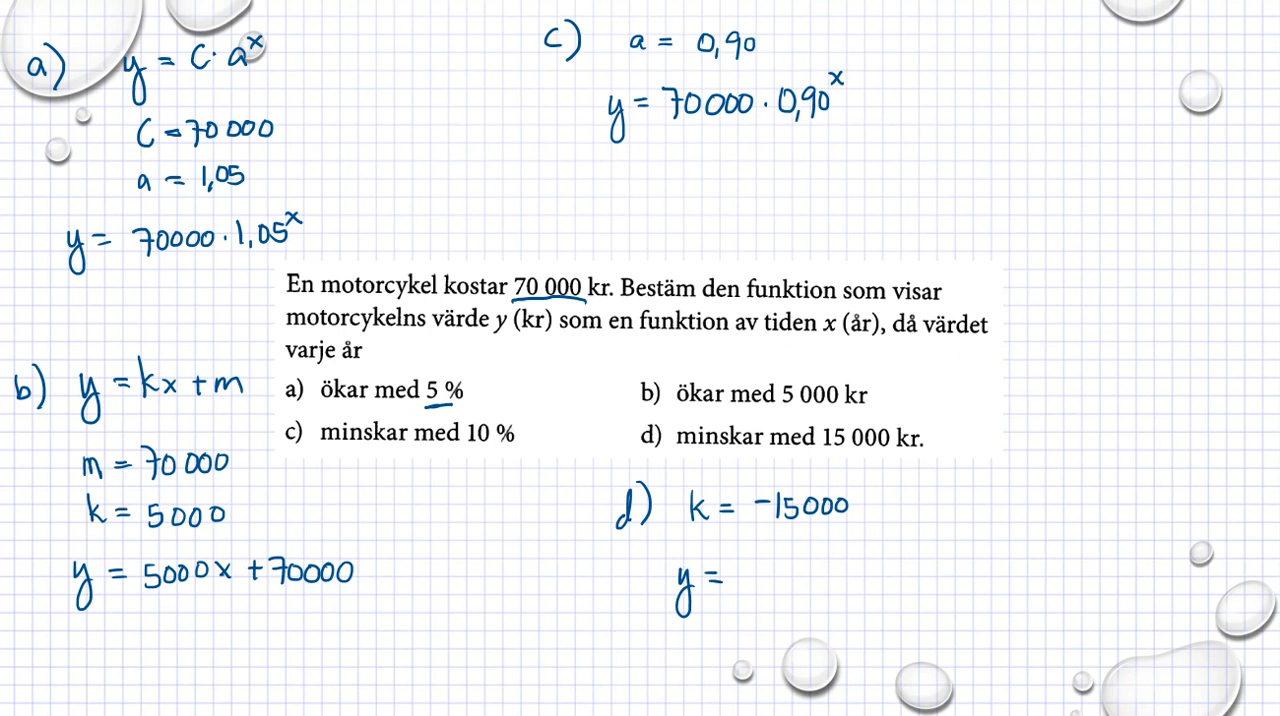 a) y = C · a^x
C = 70 000
a = 1,05
y = 70000 · 1,05^x
c) a = 0,90
y = 70000 · 0,90^x
En motorcykel kostar 70 000 kr. Bestäm den funktion som visar
motorcykelns värde y (kr) som en funktion av tiden x (år), då värdet
varje år
a) ökar med 5 %
b) ökar med 5 000 kr
c) minskar med 10 %
d) minskar med 15 000 kr.
b) y = kx + m
m = 70 000
k = 5000
y = 5000x + 70000
d) k = -15000
y =